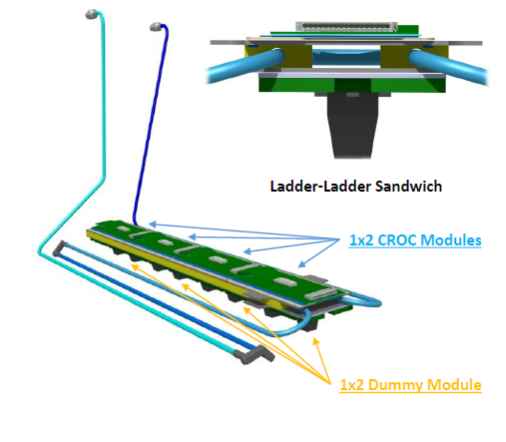 Ladder-Ladder Sandwich
1x2 CROC Modules
1x2 Dummy Module